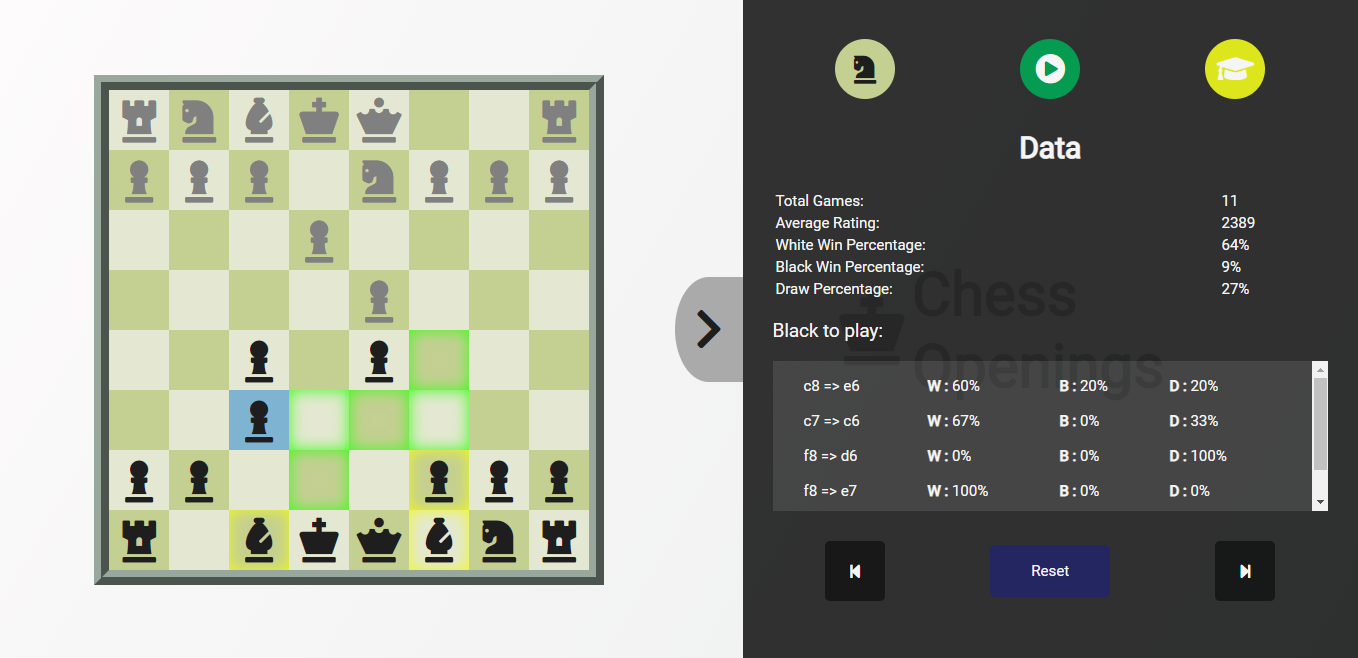 Data
Total Games: 11
Average Rating: 2389
White Win Percentage: 64%
Black Win Percentage: 9%
Draw Percentage: 27%
Chess
Openings
Black to play:
c8 => e6 W : 60% B : 20% D : 20%
c7 => c6 W : 67% B : 0% D : 33%
f8 => d6 W : 0% B : 0% D : 100%
f8 => e7 W : 100% B : 0% D : 0%
Reset